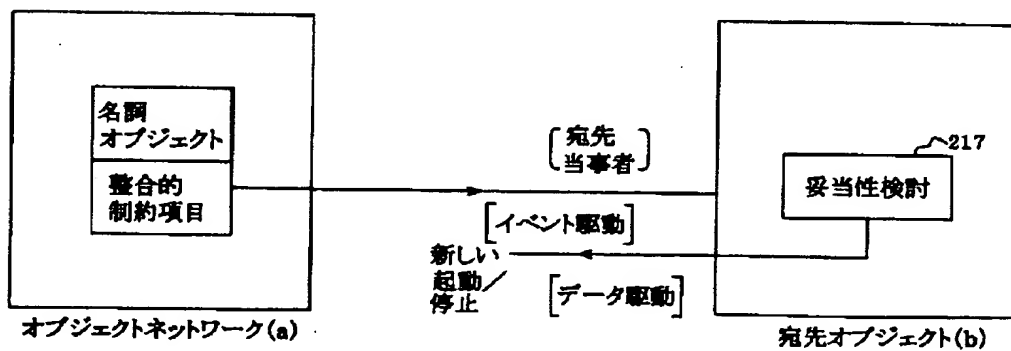 名詞
オブジェクト
整合的
制約項目
宛先
当事者
[イベント駆動]
新しい
起動/
停止
[データ駆動]
217
妥当性検討
オブジェクトネットワーク(a)
宛先オブジェクト(b)